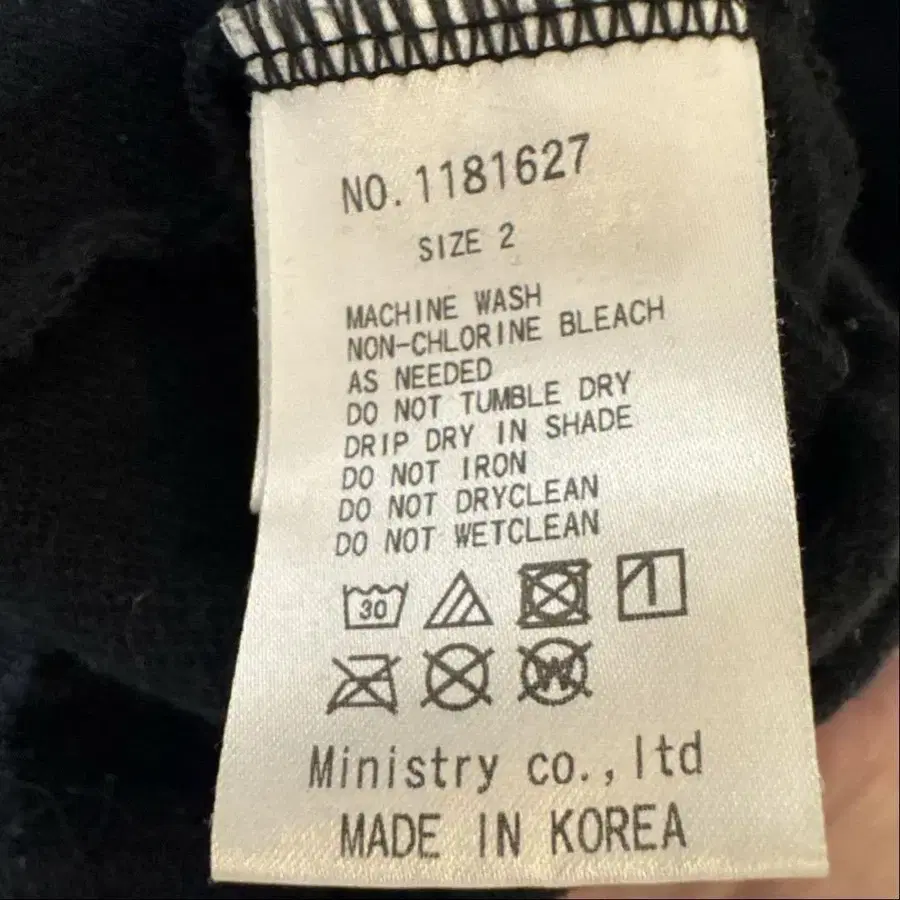 NO. 1181627
SIZE 2
MACHINE WASH
NON-CHLORINE BLEACH
AS NEEDED
DO NOT TUMBLE DRY
DRIP DRY IN SHADE
DO NOT IRON
DO NOT DRYCLEAN
DO NOT WETCLEAN
30
W
Ministry co.,ltd
MADE IN KOREA